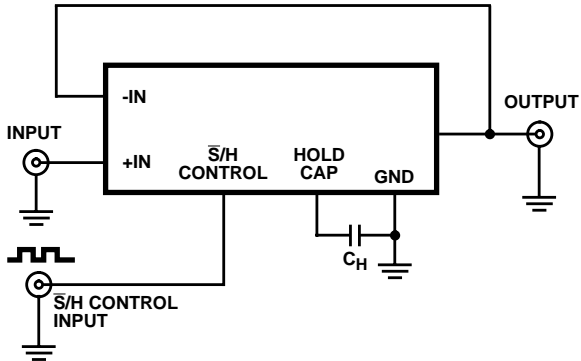 -IN
OUTPUT
INPUT
+IN
S̅/H
CONTROL
HOLD
CAP
GND
C_H
S̅/H CONTROL
INPUT